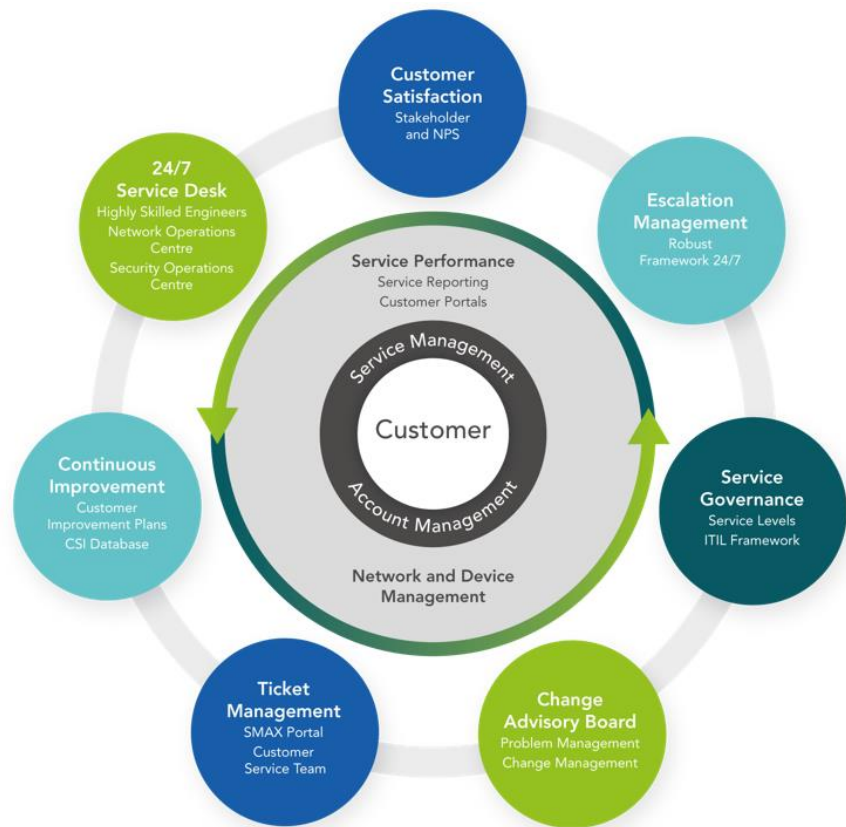 Customer
Satisfaction
Stakeholder
and NPS
Escalation
Management
Robust
Framework 24/7
Service
Governance
Service Levels
ITIL Framework
Change
Advisory Board
Problem Management
Change Management
Ticket
Management
SMAX Portal
Customer
Service Team
Continuous
Improvement
Customer
Improvement Plans
CSI Database
24/7
Service Desk
Highly Skilled Engineers
Network Operations
Centre
Security Operations
Centre
Service Performance
Service Reporting
Customer Portals
Service Management
Customer
Account Management
Network and Device
Management